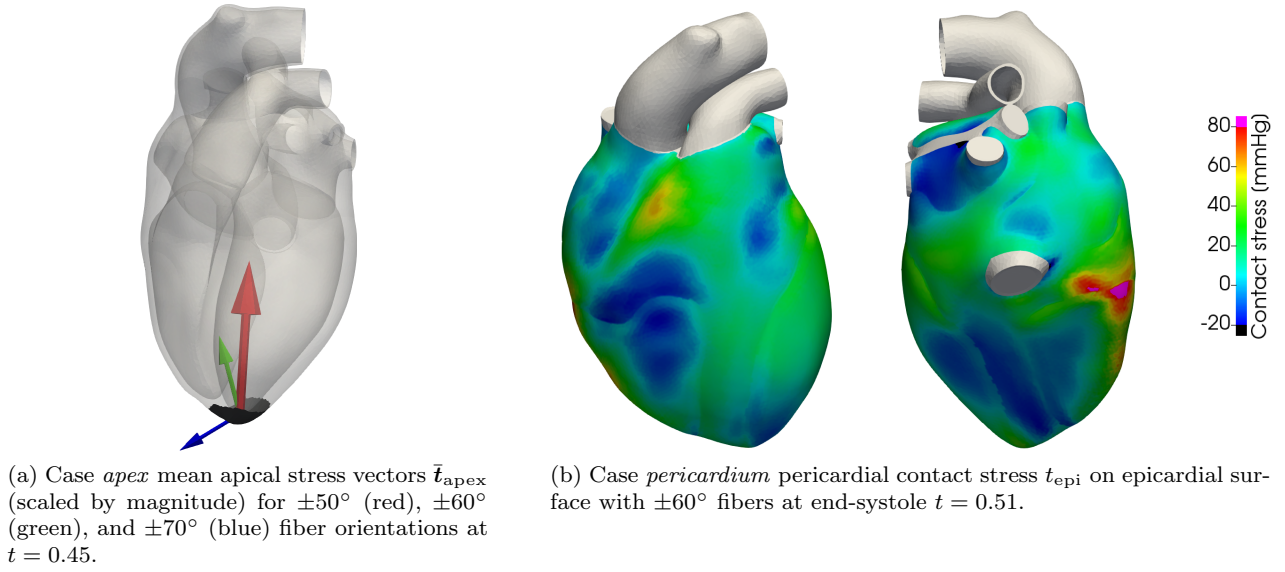 80
60
40
20
0
-20
Contact stress (mmHg)
(a) Case apex mean apical stress vectors t̄apex
(scaled by magnitude) for ±50° (red), ±60°
(green), and ±70° (blue) fiber orientations at
t = 0.45.
(b) Case pericardium pericardial contact stress tepi on epicardial sur-
face with ±60° fibers at end-systole t = 0.51.